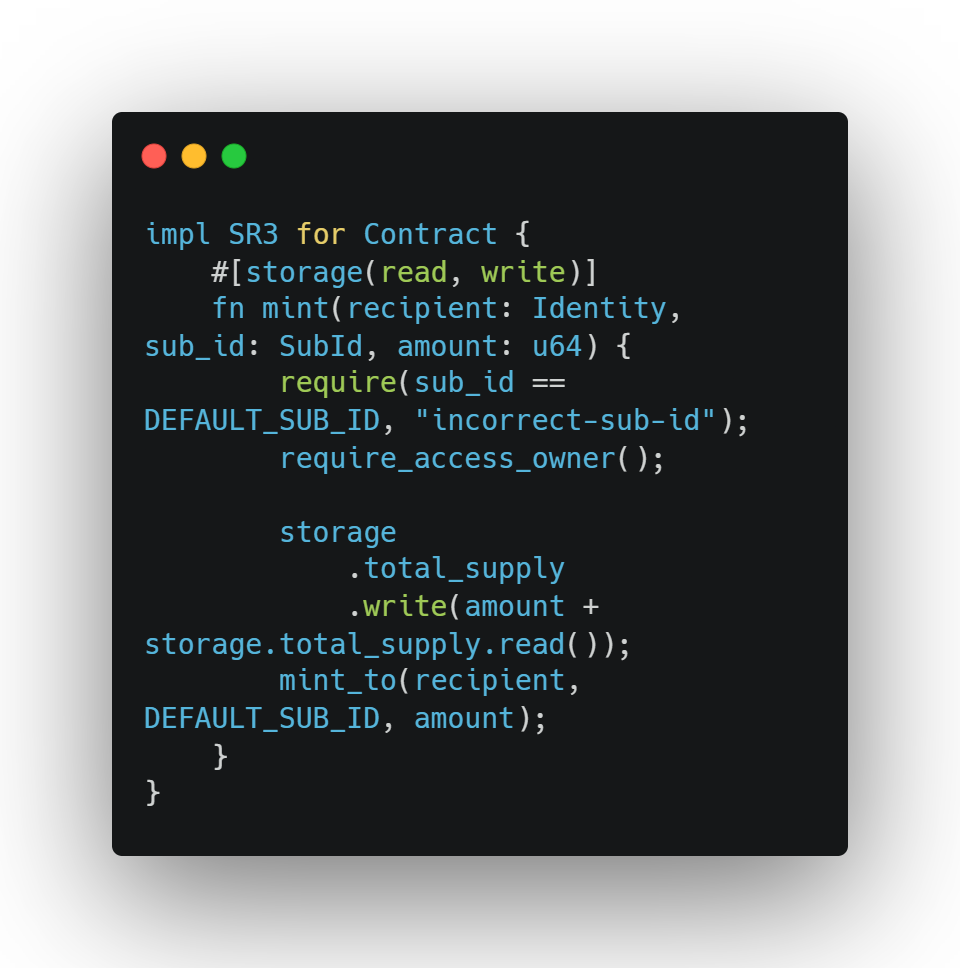 impl SR3 for Contract {
    #[storage(read, write)]
    fn mint(recipient: Identity,
sub_id: SubId, amount: u64) {
        require(sub_id ==
DEFAULT_SUB_ID, "incorrect-sub-id");
        require_access_owner();

        storage
            .total_supply
            .write(amount +
storage.total_supply.read());
        mint_to(recipient,
DEFAULT_SUB_ID, amount);
    }
}